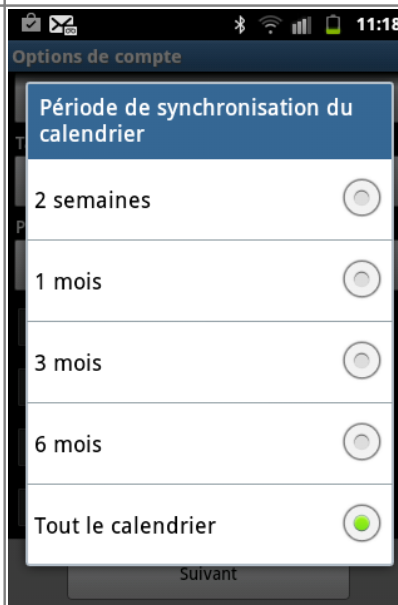 11:18
Options de compte
Période de synchronisation du
calendrier
T
P
2 semaines
1 mois
3 mois
6 mois
Tout le calendrier
Suivant